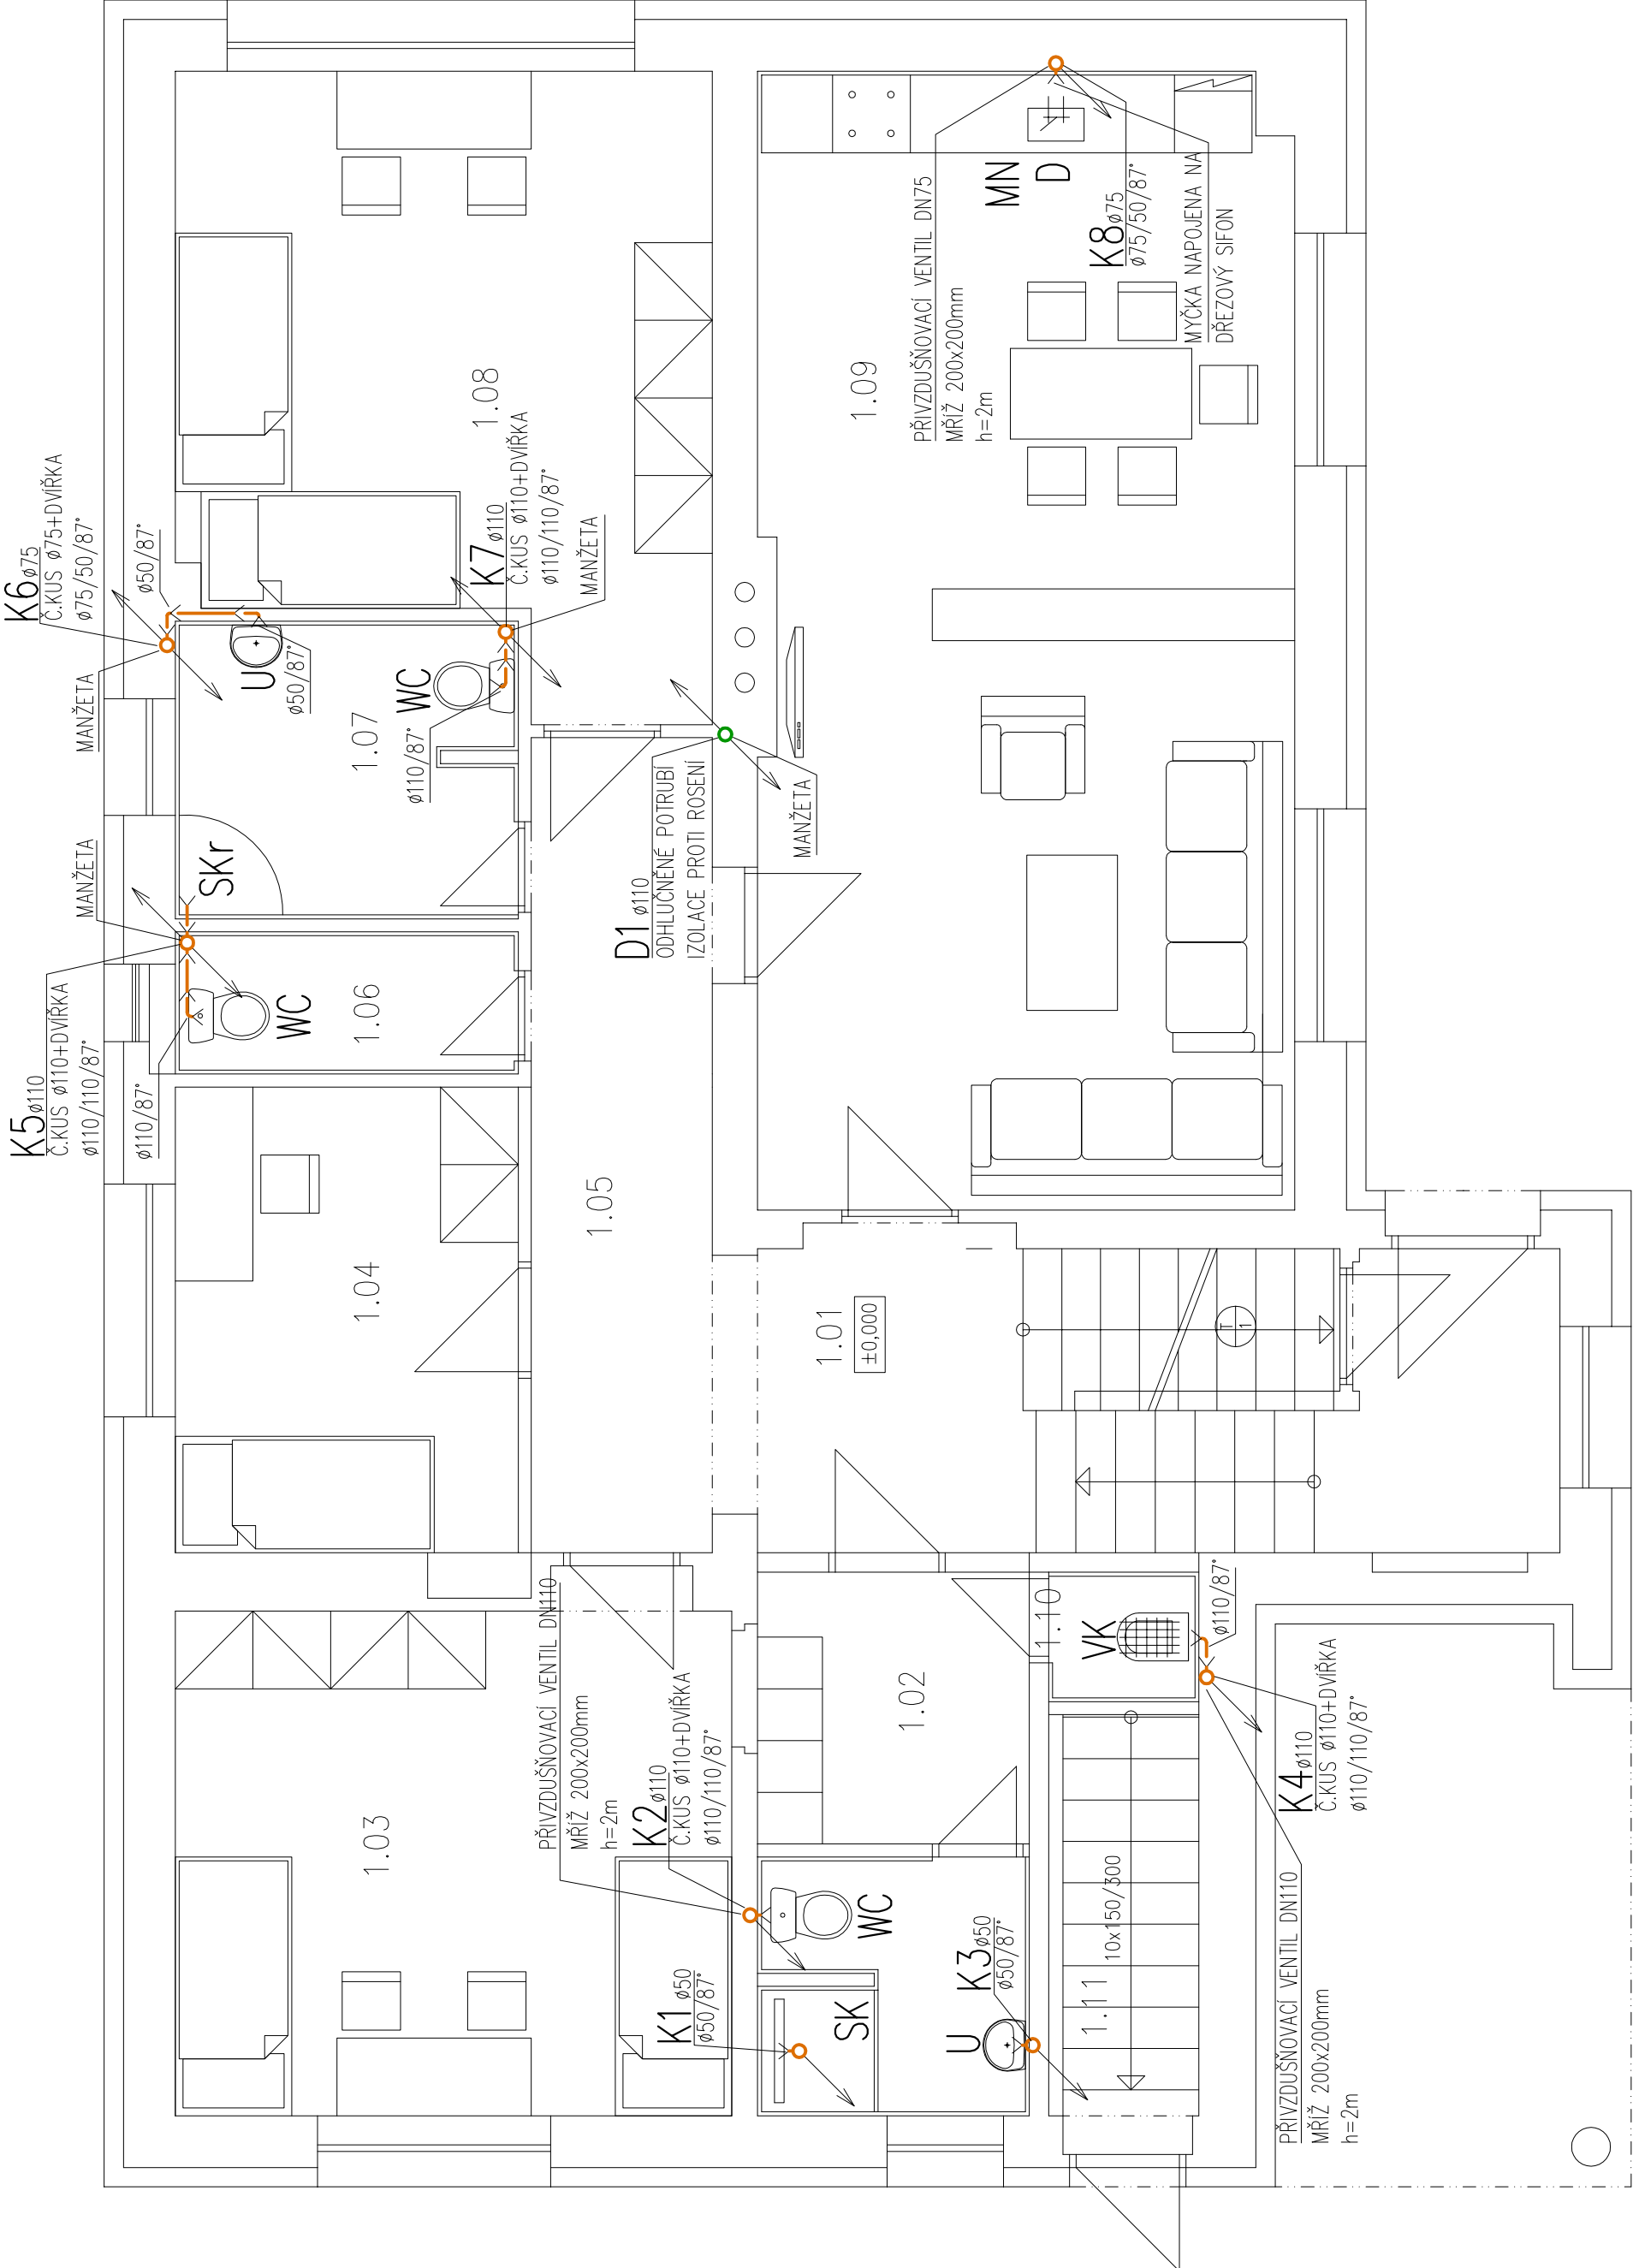 K6ø75
Č.KUS ø75+DVÍŘKA
ø75/50/87°
ø50/87°
MANŽETA
U
ø50/87°
1.07
WC
ø110/87°
1.08
K7ø110
Č.KUS ø110+DVÍŘKA
ø110/110/87°
MANŽETA
MANŽETA
SKr
K5ø110
Č.KUS ø110+DVÍŘKA
ø110/110/87°
ø110/87°
WC
1.06
D1 ø110
ODHLUČNĚNÉ POTRUBÍ
IZOLACE PROTI ROSENÍ
MANŽETA
1.09
PŘIVZDUŠŇOVACÍ VENTIL DN75
MŘÍŽ 200x200mm
h=2m
MN
D
K8ø75
ø75/50/87°
MYČKA NAPOJENA NA
DŘEZOVÝ SIFON
1.04
1.05
1.01
±0,000
T
1
1.03
PŘIVZDUŠŇOVACÍ VENTIL DN110
MŘÍŽ 200x200mm
h=2m
K2ø110
Č.KUS ø110+DVÍŘKA
ø110/110/87°
1.02
1.10
VK
ø110/87°
K4ø110
Č.KUS ø110+DVÍŘKA
ø110/110/87°
K1 ø50
ø50/87°
SK
WC
U
K3ø50
ø50/87°
1.11
10x150/300
PŘIVZDUŠŇOVACÍ VENTIL DN110
MŘÍŽ 200x200mm
h=2m